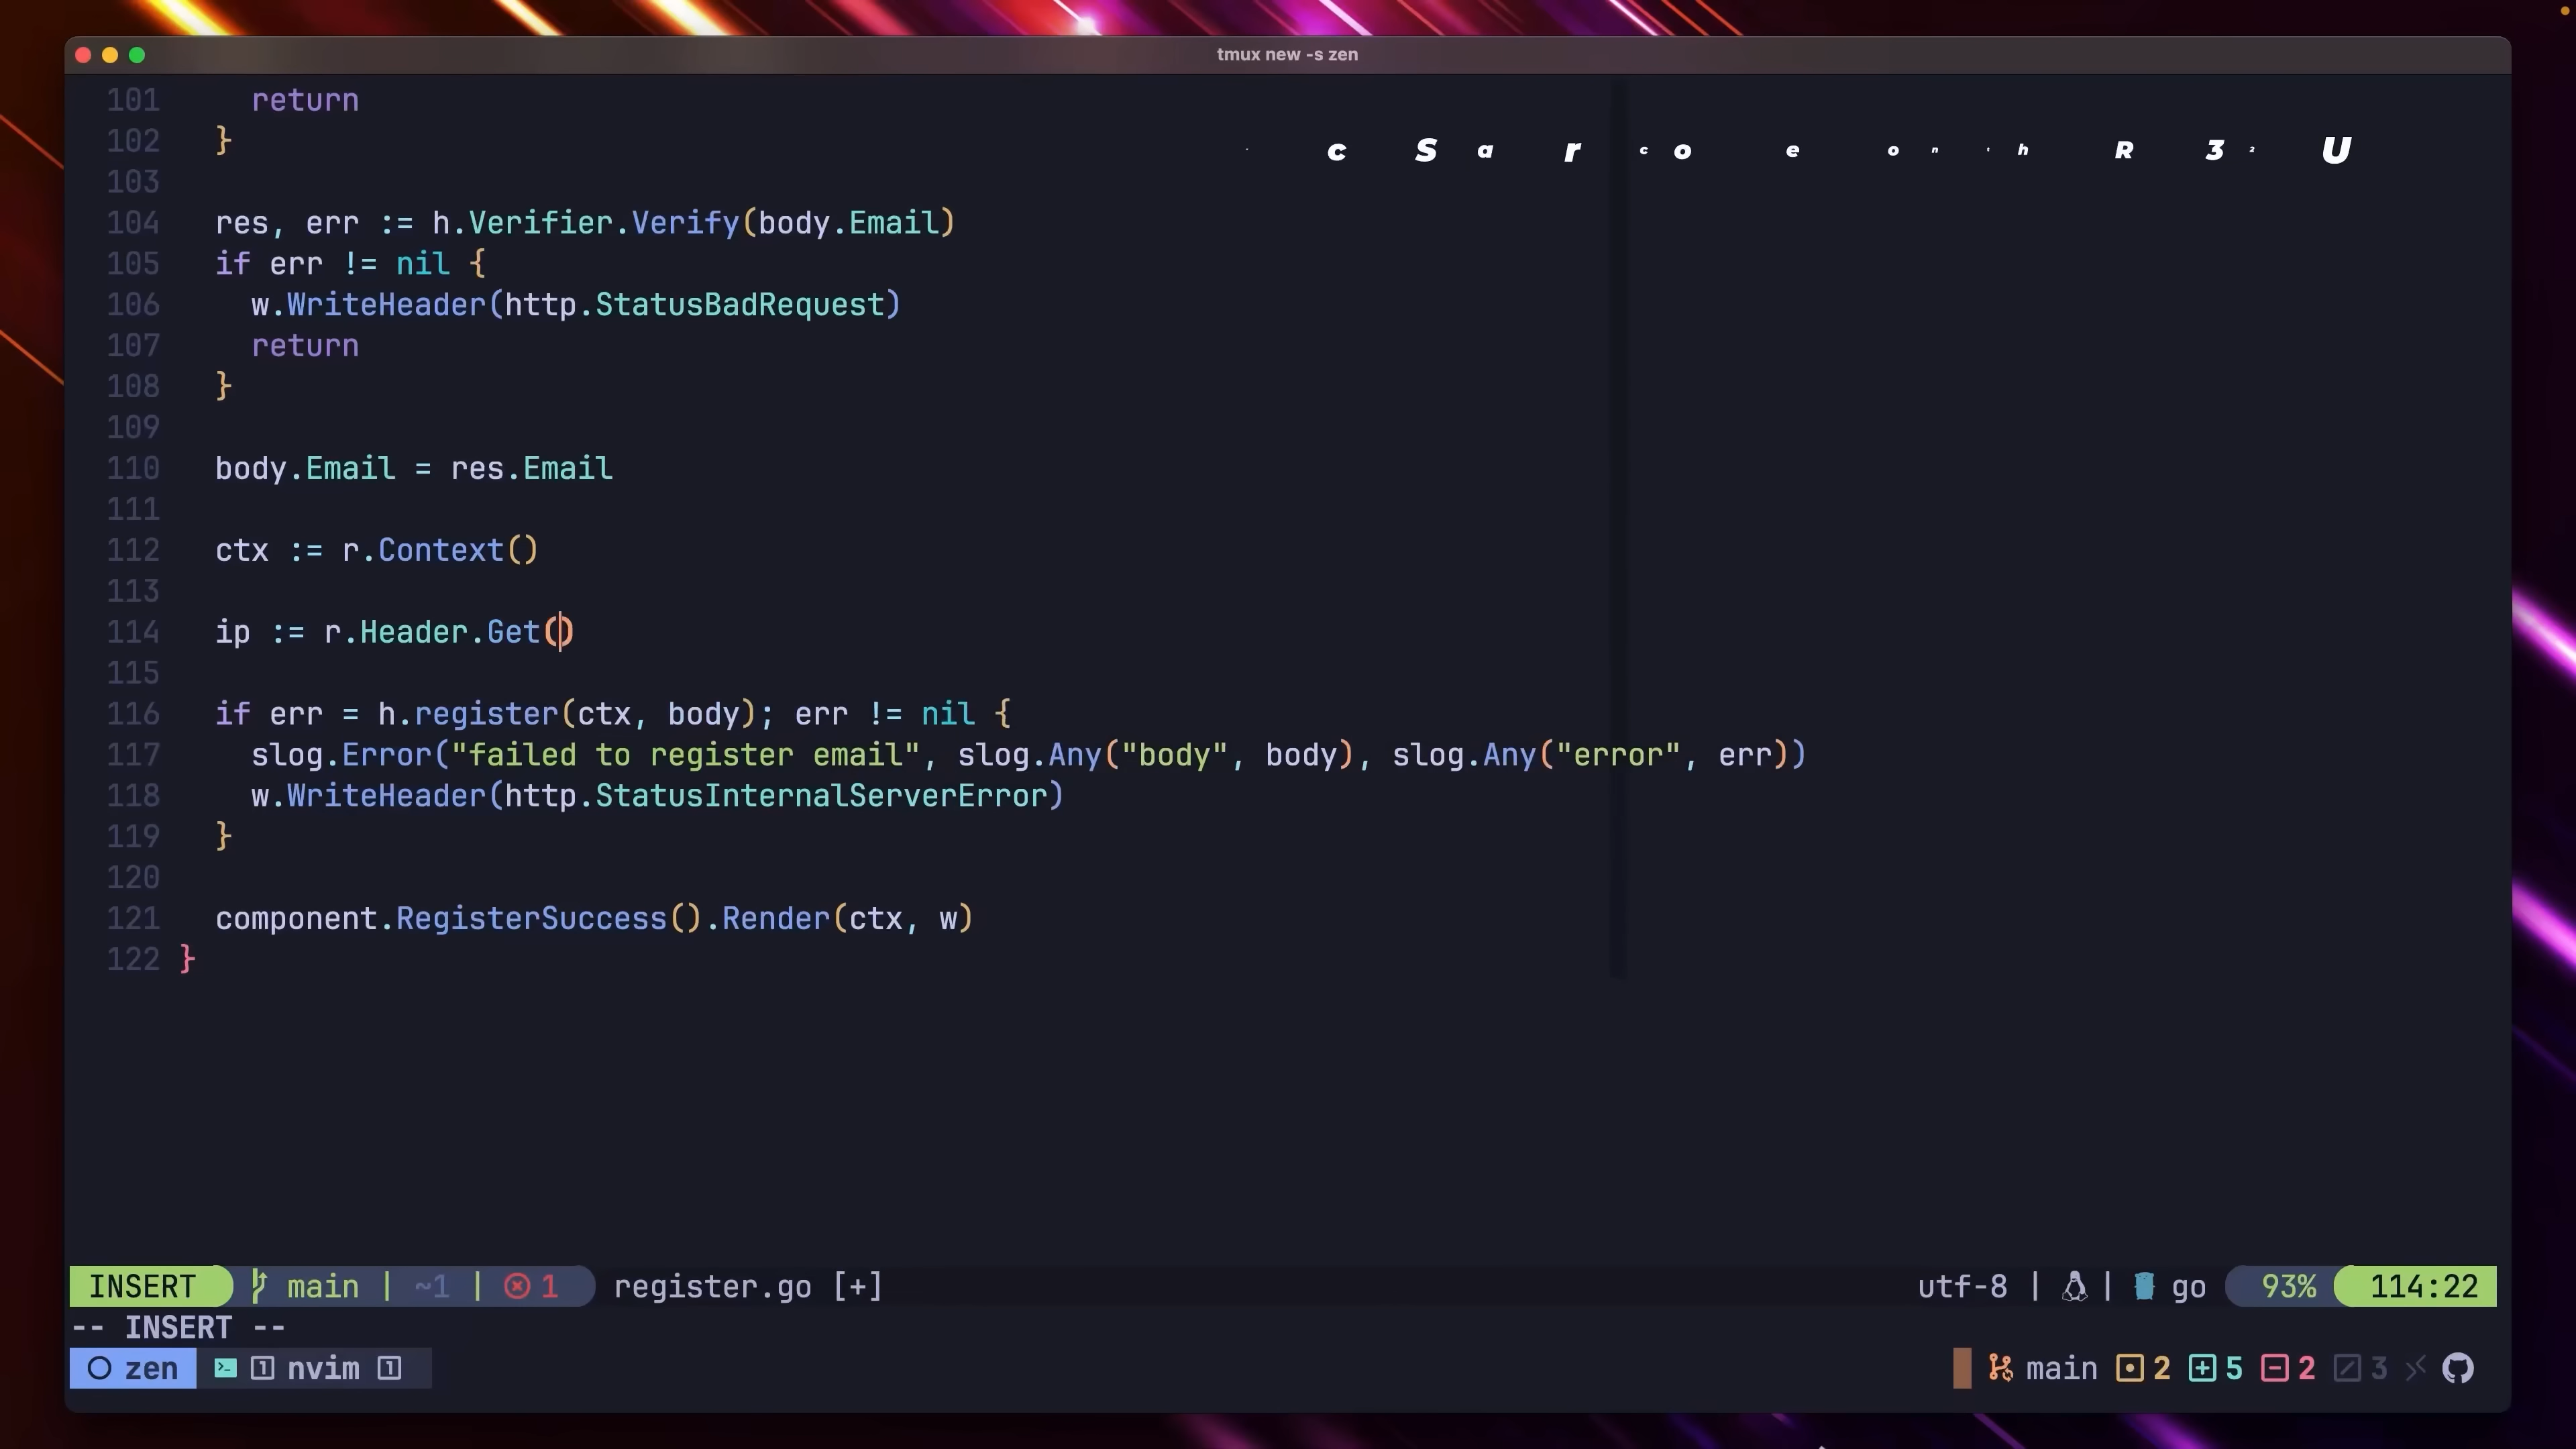 tmux new -s zen
101 return
102 }
c S a r c o e o n t h R 3 2 U
103
104 res, err := h.Verifier.Verify(body.Email)
105 if err != nil {
106 w.WriteHeader(http.StatusBadRequest)
107 return
108 }
109
110 body.Email = res.Email
111
112 ctx := r.Context()
113
114 ip := r.Header.Get()
115
116 if err = h.register(ctx, body); err != nil {
117 slog.Error("failed to register email", slog.Any("body", body), slog.Any("error", err))
118 w.WriteHeader(http.StatusInternalServerError)
119 }
120
121 component.RegisterSuccess().Render(ctx, w)
122 }
INSERT main | ~1 | 1 register.go [+] utf-8 | | go 93% 114:22
-- INSERT --
zen 1 nvim 1 main 2 5 2 3